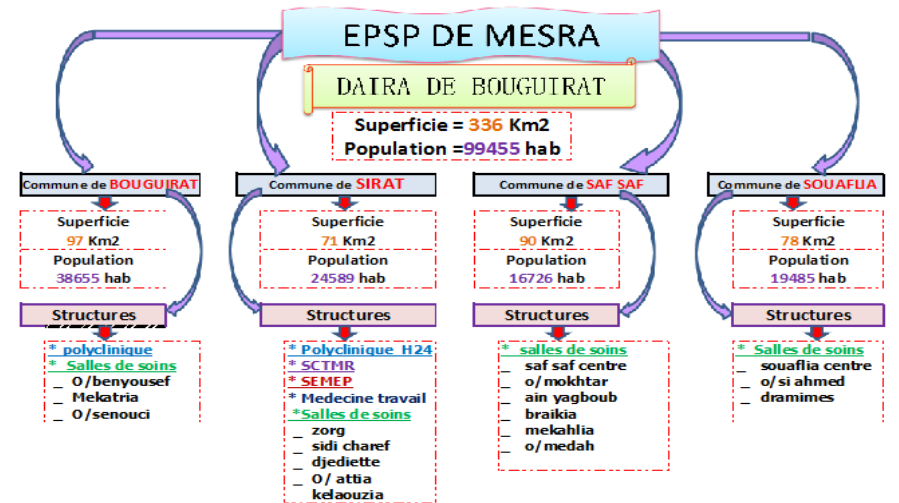 EPSP DE MESRA
DAIRA DE BOUGUIRAT
Superficie = 336 Km2
Population =99455 hab
Commune de BOUGUIRAT
Superficie
97 Km2
Population
38655 hab
Structures
* polyclinique
* Salles de soins
_ O/benyousef
_ Mekatria
_ O/senouci
Commune de SIRAT
Superficie
71 Km2
Population
24589 hab
Structures
* Polyclinique H24
* SCTMR
* SEMEP
* Medecine travail
*Salles de soins
_ zorg
_ sidi charef
_ djediette
_ O/ attia
_ kelaouzia
Commune de SAF SAF
Superficie
90 Km2
Population
16726 hab
Structures
* salles de soins
_ saf saf centre
_ o/mokhtar
_ ain yagboub
_ braikia
_ mekahlia
_ o/medah
Commune de SOUAFLIA
Superficie
78 Km2
Population
19485 hab
Structures
* Salles de soins
_ souaflia centre
_ o/si ahmed
_ dramimes